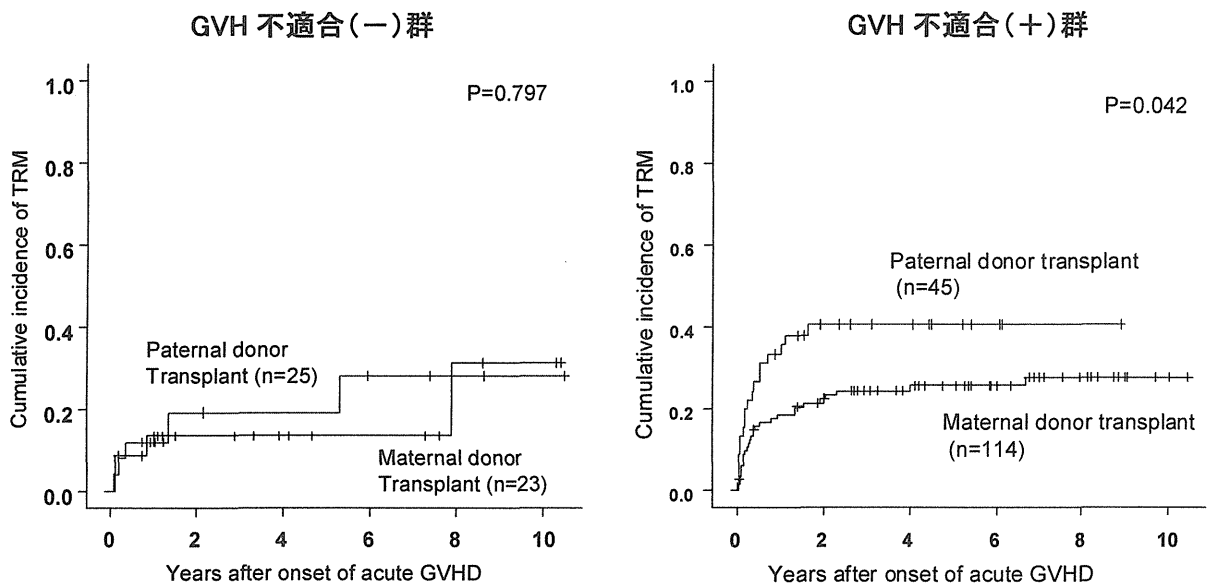 GVH 不適合(－)群
Cumulative incidence of TRM
1.0
0.8
0.6
0.4
0.2
0.0
P=0.797
Paternal donor
Transplant (n=25)
Maternal donor
Transplant (n=23)
0 2 4 6 8 10
Years after onset of acute GVHD
GVH 不適合(＋)群
Cumulative incidence of TRM
1.0
0.8
0.6
0.4
0.2
0.0
P=0.042
Paternal donor transplant
(n=45)
Maternal donor transplant
(n=114)
0 2 4 6 8 10
Years after onset of acute GVHD